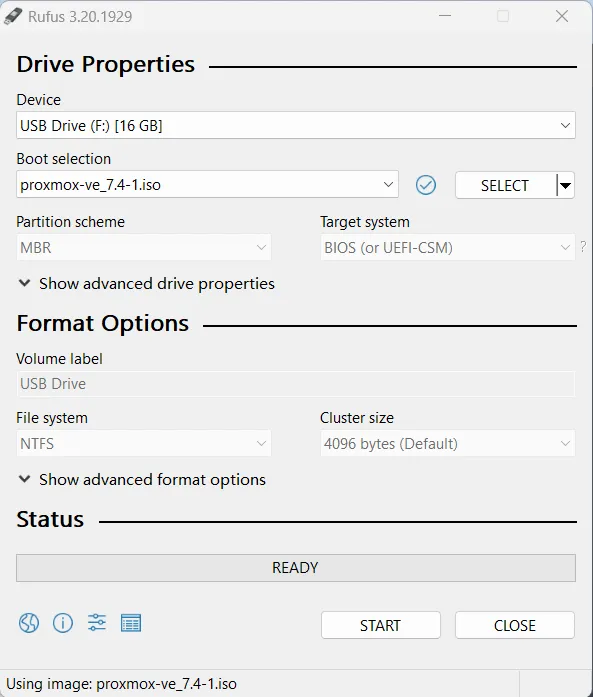 Rufus 3.20.1929
Drive Properties
Device
USB Drive (F:) [16 GB]
Boot selection
proxmox-ve_7.4-1.iso
SELECT
Partition scheme
Target system
MBR
BIOS (or UEFI-CSM)
?
Show advanced drive properties
Format Options
Volume label
USB Drive
File system
Cluster size
NTFS
4096 bytes (Default)
Show advanced format options
Status
READY
START
CLOSE
Using image: proxmox-ve_7.4-1.iso